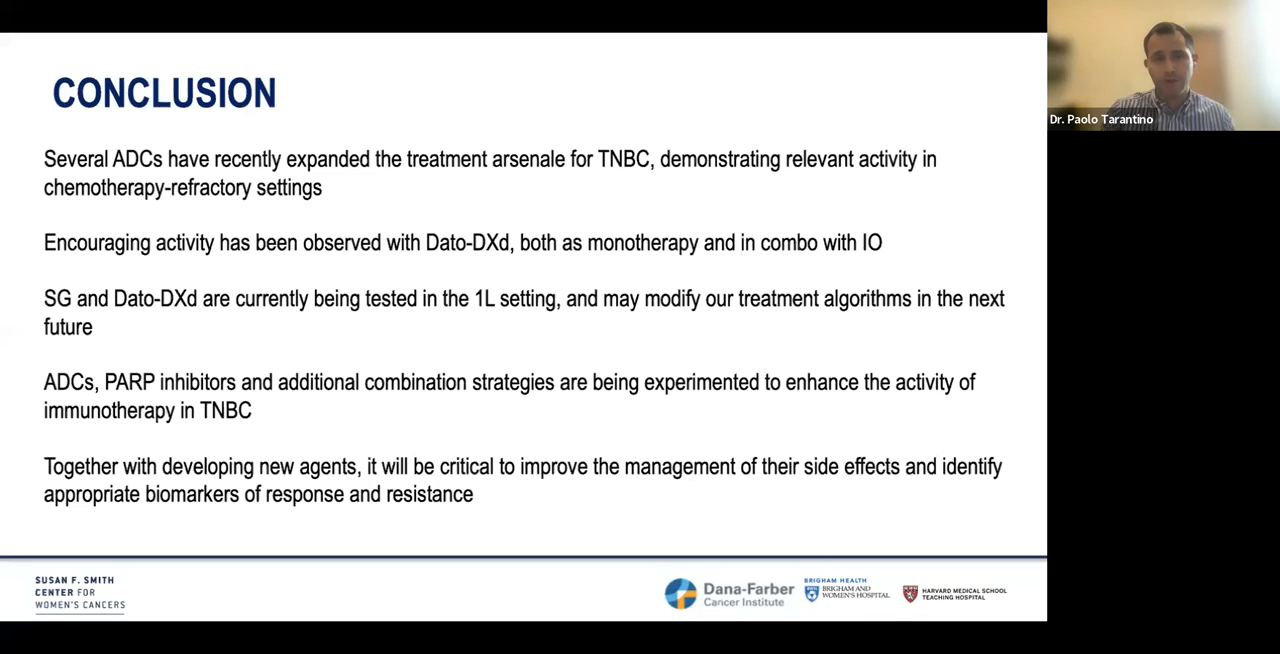 CONCLUSION
Several ADCs have recently expanded the treatment arsenale for TNBC, demonstrating relevant activity in
chemotherapy-refractory settings
Encouraging activity has been observed with Dato-DXd, both as monotherapy and in combo with IO
SG and Dato-DXd are currently being tested in the 1L setting, and may modify our treatment algorithms in the next
future
ADCs, PARP inhibitors and additional combination strategies are being experimented to enhance the activity of
immunotherapy in TNBC
Together with developing new agents, it will be critical to improve the management of their side effects and identify
appropriate biomarkers of response and resistance
Dr. Paolo Tarantino
SUSAN F. SMITH
CENTER FOR
WOMEN'S CANCERS
Dana-Farber
Cancer Institute
BRIGHAM HEALTH
BRIGHAM AND
WOMEN'S HOSPITAL
HARVARD MEDICAL SCHOOL
TEACHING HOSPITAL